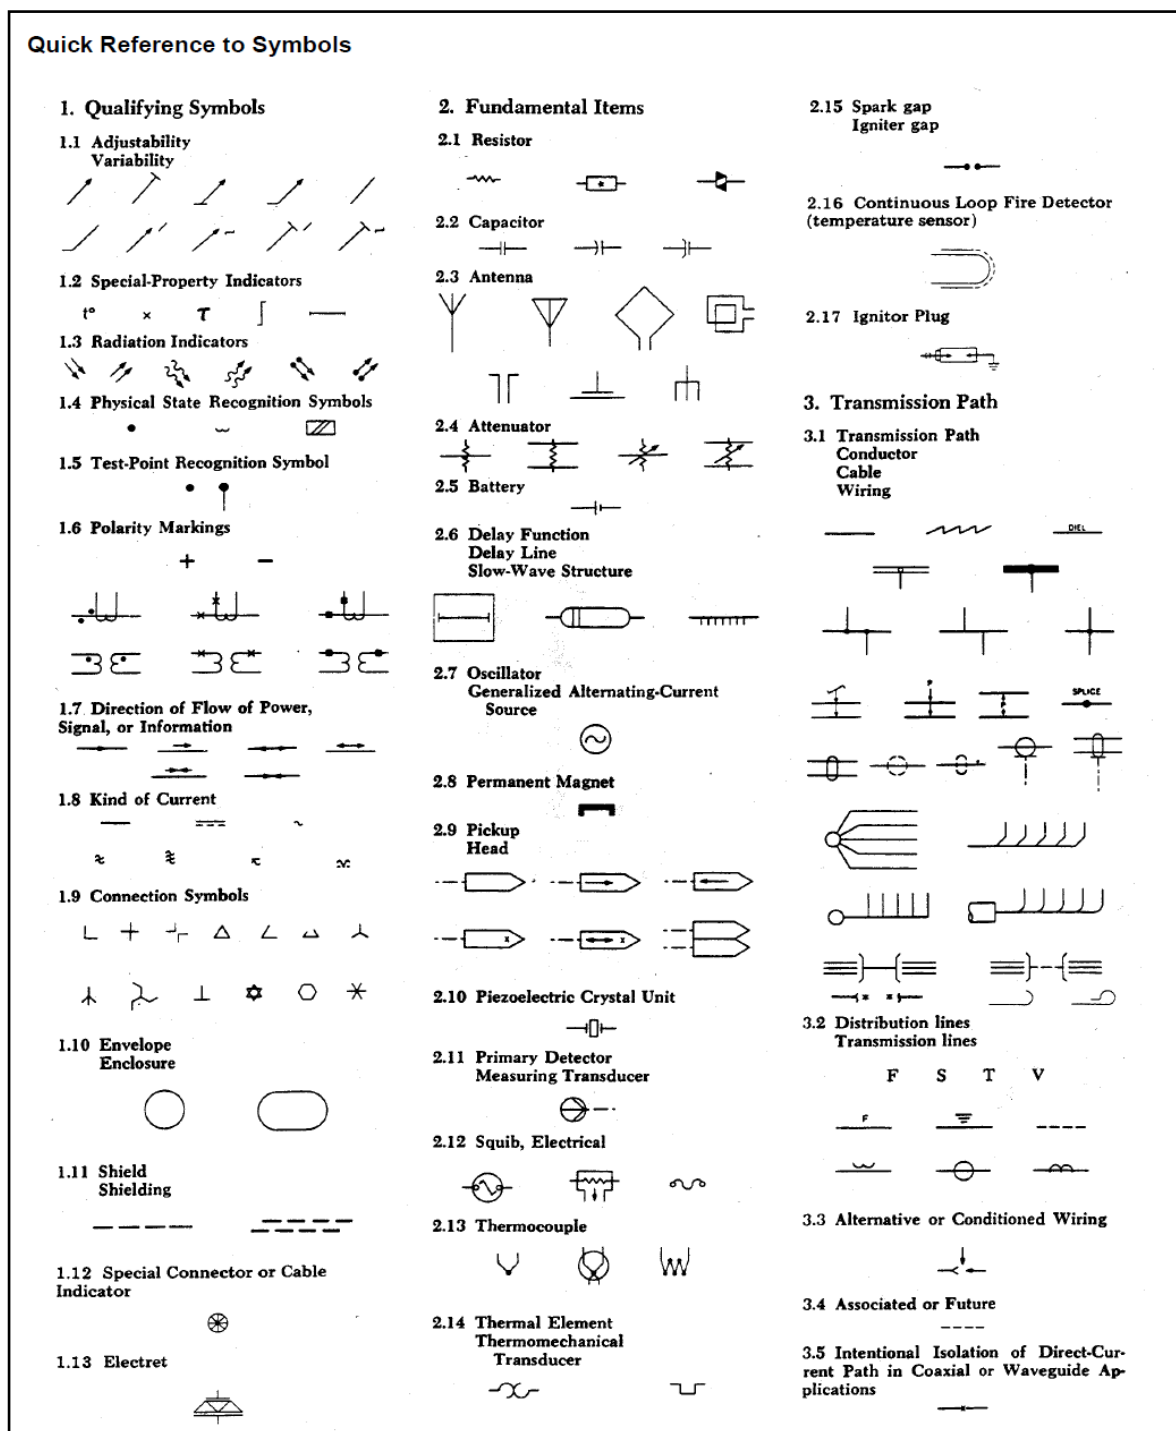 Quick Reference to Symbols
1. Qualifying Symbols
1.1 Adjustability
Variability
1.2 Special-Property Indicators
t° × τ ∫
1.3 Radiation Indicators
1.4 Physical State Recognition Symbols
1.5 Test-Point Recognition Symbol
1.6 Polarity Markings
+ −
1.7 Direction of Flow of Power,
Signal, or Information
1.8 Kind of Current
1.9 Connection Symbols
1.10 Envelope
Enclosure
1.11 Shield
Shielding
1.12 Special Connector or Cable
Indicator
1.13 Electret
2. Fundamental Items
2.1 Resistor
2.2 Capacitor
2.3 Antenna
2.4 Attenuator
2.5 Battery
2.6 Delay Function
Delay Line
Slow-Wave Structure
2.7 Oscillator
Generalized Alternating-Current
Source
2.8 Permanent Magnet
2.9 Pickup
Head
2.10 Piezoelectric Crystal Unit
2.11 Primary Detector
Measuring Transducer
2.12 Squib, Electrical
2.13 Thermocouple
2.14 Thermal Element
Thermomechanical
Transducer
2.15 Spark gap
Igniter gap
2.16 Continuous Loop Fire Detector
(temperature sensor)
2.17 Ignitor Plug
3. Transmission Path
3.1 Transmission Path
Conductor
Cable
Wiring
DIEL
P
P
SPLICE
3.2 Distribution lines
Transmission lines
F S T V
F
3.3 Alternative or Conditioned Wiring
3.4 Associated or Future
3.5 Intentional Isolation of Direct-Cur-
rent Path in Coaxial or Waveguide Ap-
plications